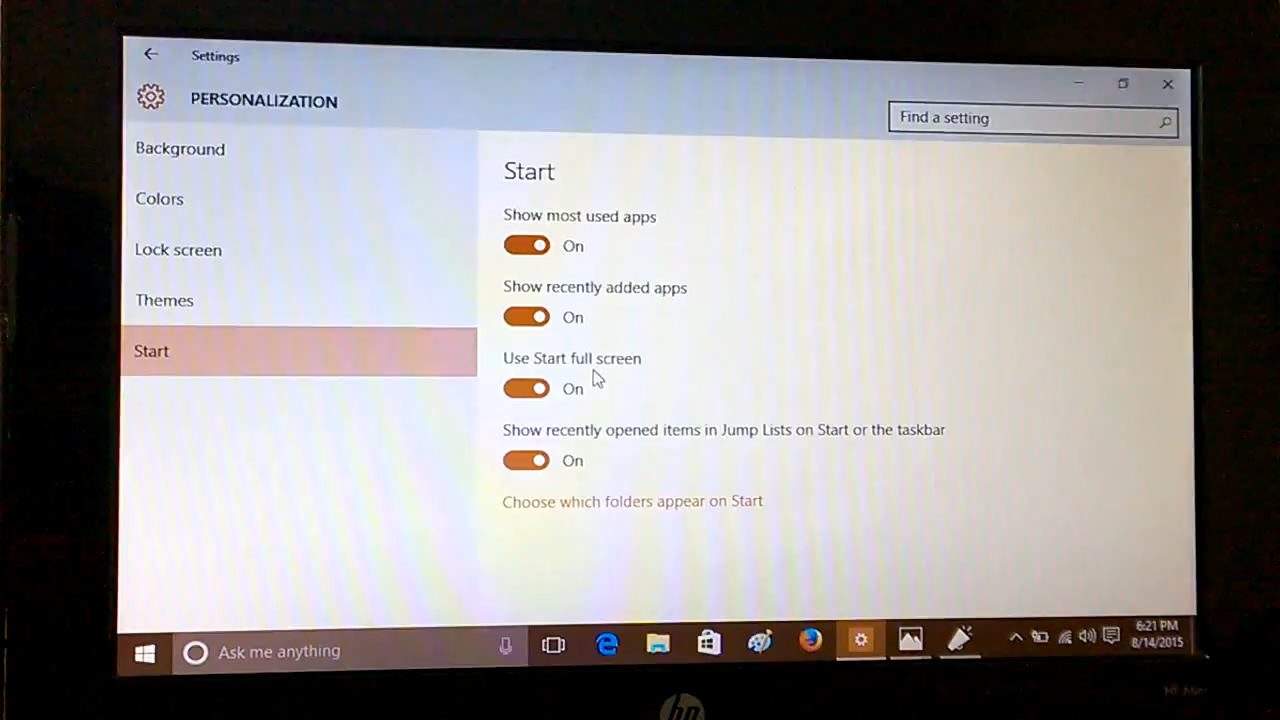 Settings
PERSONALIZATION
Find a setting
Background
Colors
Lock screen
Themes
Start
Start
Show most used apps
On
Show recently added apps
On
Use Start full screen
On
Show recently opened items in Jump Lists on Start or the taskbar
On
Choose which folders appear on Start
Ask me anything
6:21 PM
8/14/2015
hp